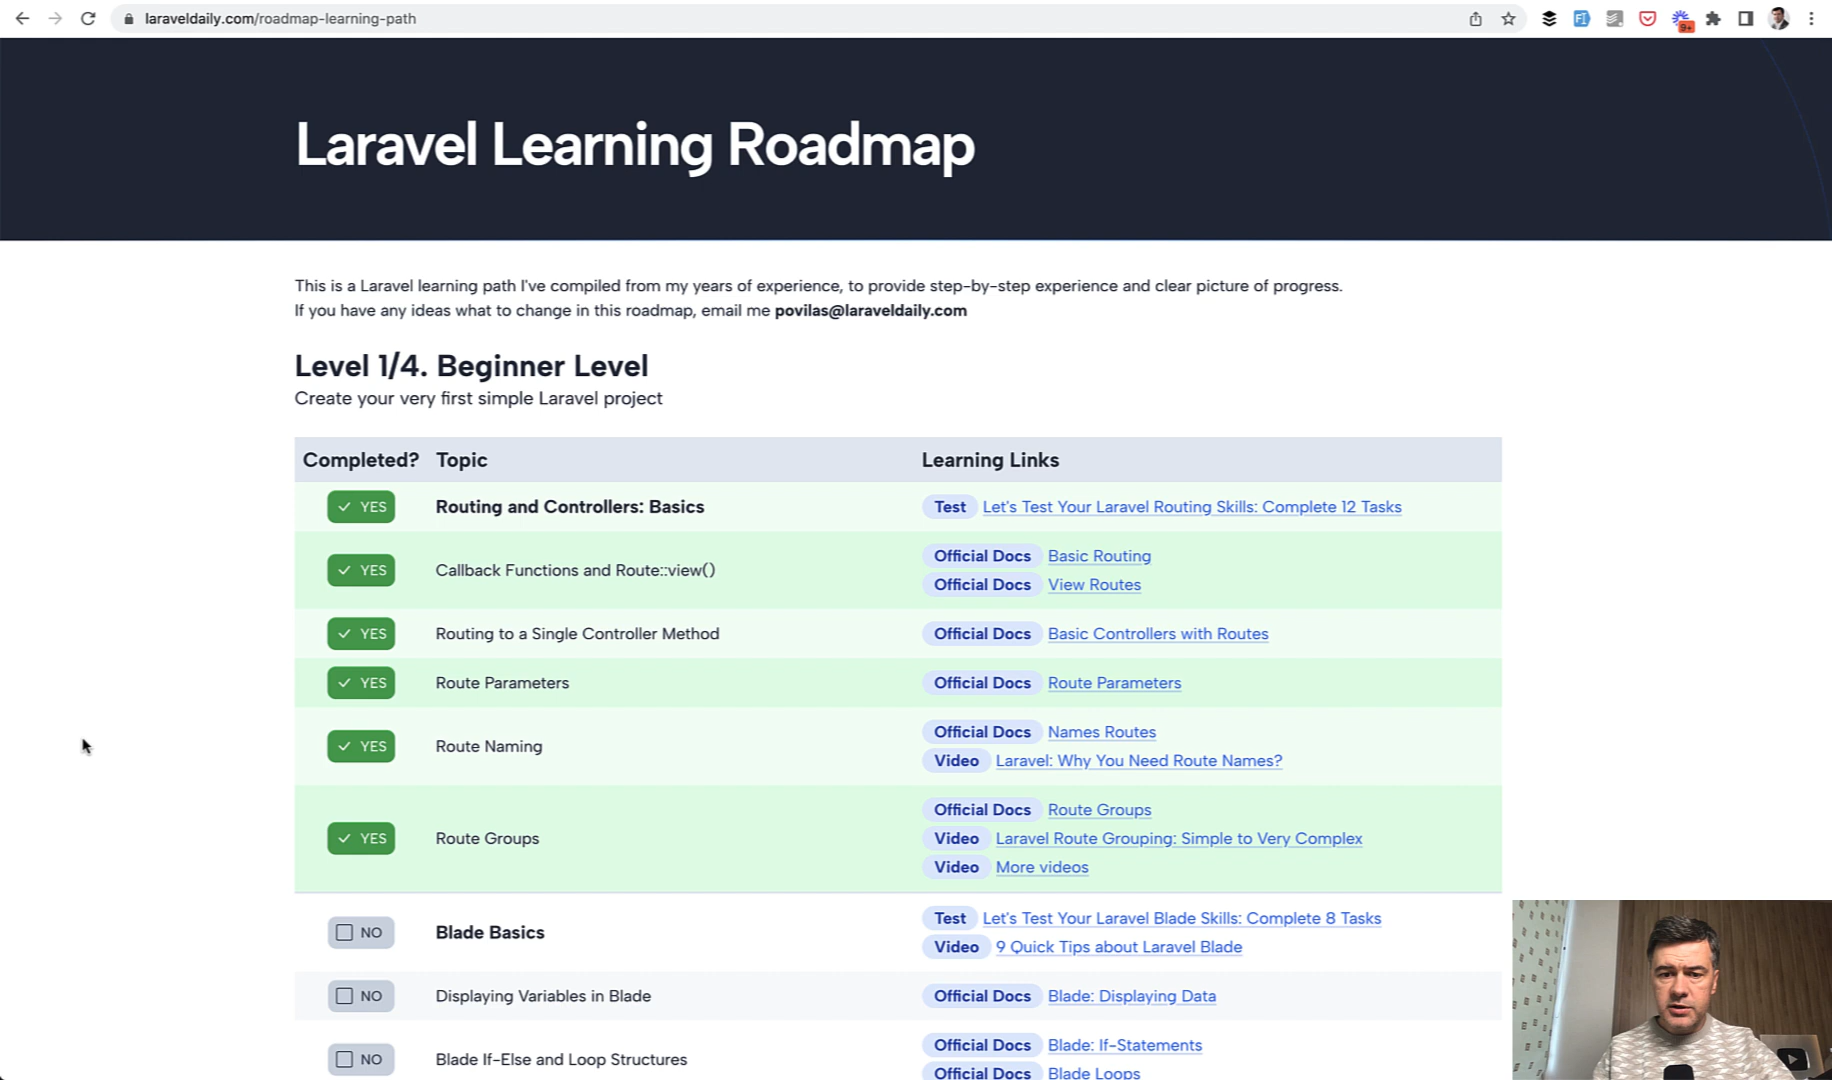 laraveldaily.com/roadmap-learning-path
9+
Laravel Learning Roadmap
This is a Laravel learning path I've compiled from my years of experience, to provide step-by-step experience and clear picture of progress.
If you have any ideas what to change in this roadmap, email me povilas@laraveldaily.com
Level 1/4. Beginner Level
Create your very first simple Laravel project
Completed? Topic Learning Links
YES Routing and Controllers: Basics Test Let's Test Your Laravel Routing Skills: Complete 12 Tasks
YES Callback Functions and Route::view() Official Docs Basic Routing
Official Docs View Routes
YES Routing to a Single Controller Method Official Docs Basic Controllers with Routes
YES Route Parameters Official Docs Route Parameters
YES Route Naming Official Docs Names Routes
Video Laravel: Why You Need Route Names?
YES Route Groups Official Docs Route Groups
Video Laravel Route Grouping: Simple to Very Complex
Video More videos
NO Blade Basics Test Let's Test Your Laravel Blade Skills: Complete 8 Tasks
Video 9 Quick Tips about Laravel Blade
NO Displaying Variables in Blade Official Docs Blade: Displaying Data
NO Blade If-Else and Loop Structures Official Docs Blade: If-Statements
Official Docs Blade Loops